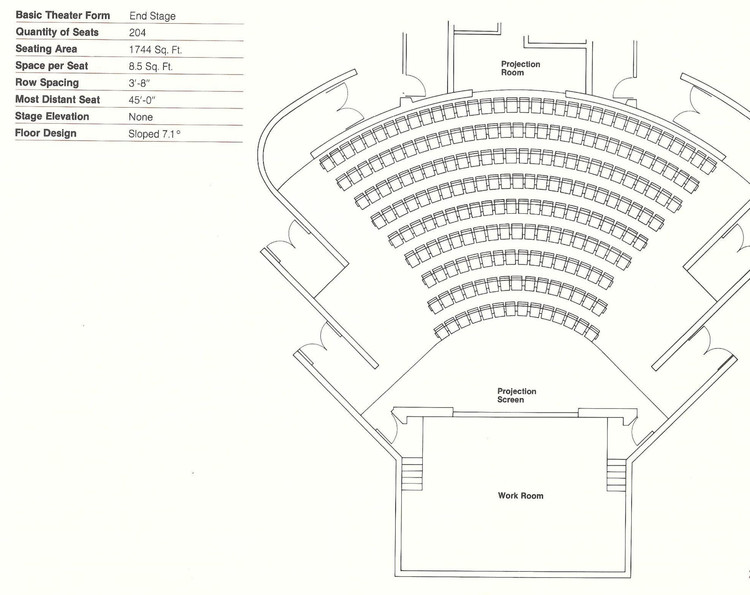 Basic Theater Form End Stage
Quantity of Seats 204
Seating Area 1744 Sq. Ft.
Space per Seat 8.5 Sq. Ft.
Row Spacing 3'-8"
Most Distant Seat 45'-0"
Stage Elevation None
Floor Design Sloped 7.1°
Projection
Room
Projection
Screen
Work Room